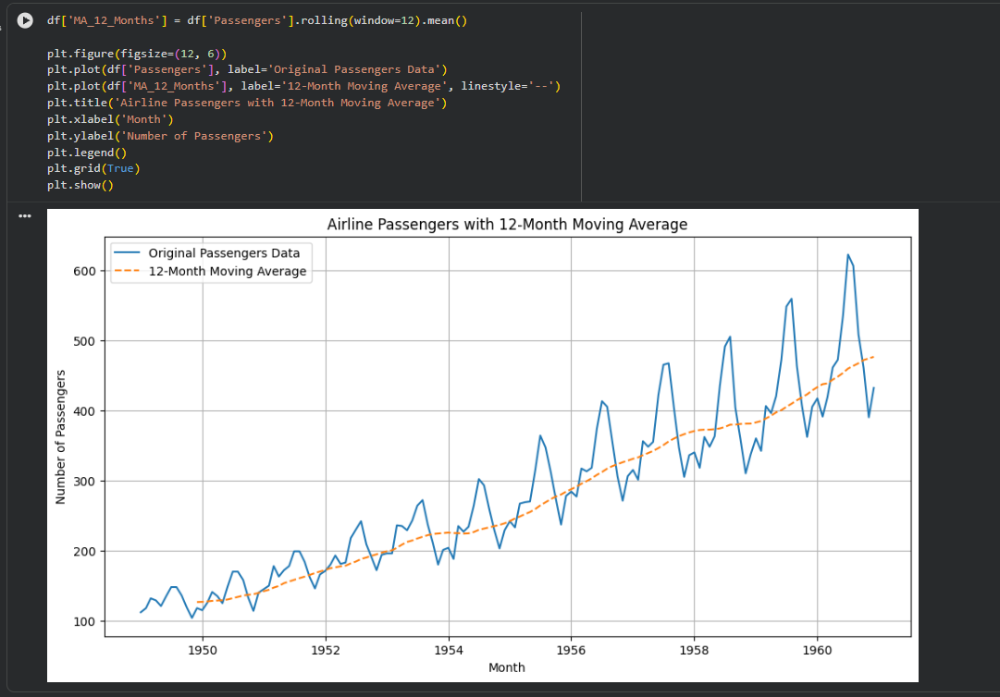 df['MA_12_Months'] = df['Passengers'].rolling(window=12).mean()
plt.figure(figsize=(12, 6))
plt.plot(df['Passengers'], label='Original Passengers Data')
plt.plot(df['MA_12_Months'], label='12-Month Moving Average', linestyle='--')
plt.title('Airline Passengers with 12-Month Moving Average')
plt.xlabel('Month')
plt.ylabel('Number of Passengers')
plt.legend()
plt.grid(True)
plt.show()
Airline Passengers with 12-Month Moving Average
Original Passengers Data
12-Month Moving Average
Number of Passengers
600
500
400
300
200
100
1950 1952 1954 1956 1958 1960
Month